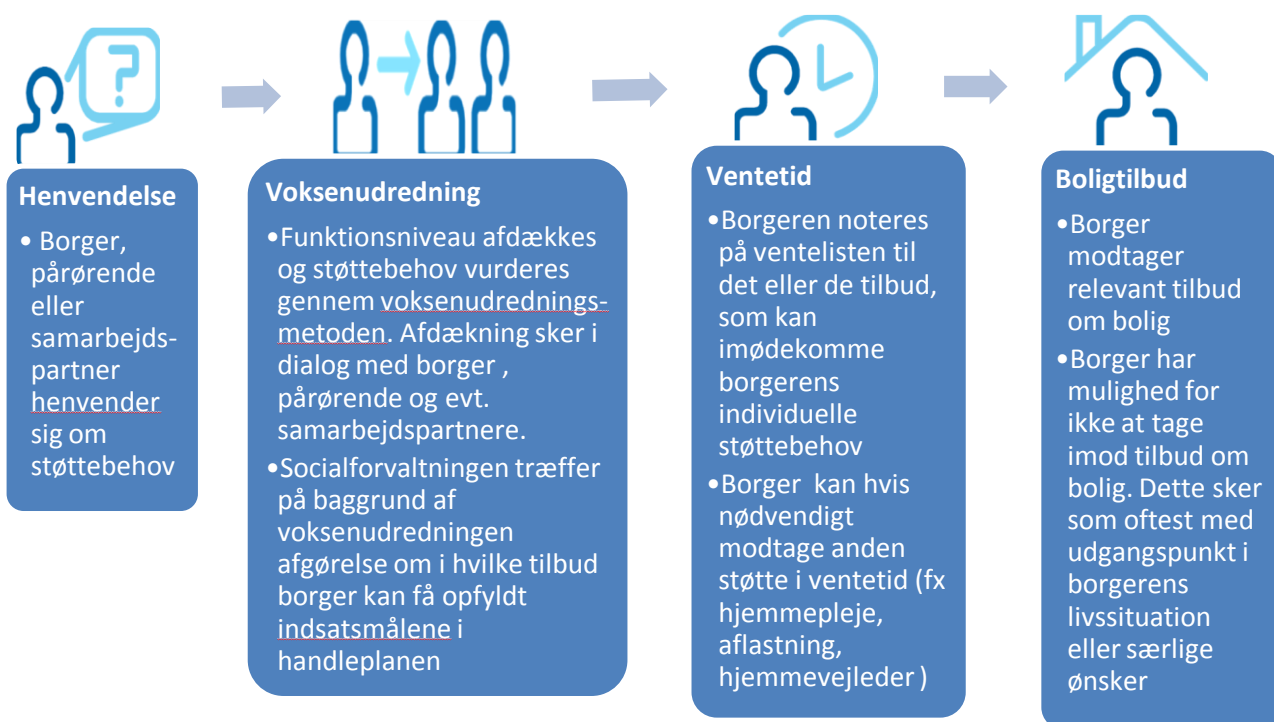 ?
Henvendelse
• Borger,
pårørende
eller
samarbejds-
partner
henvender
sig om
støttebehov
Voksenudredning
•Funktionsniveau afdækkes
og støttebehov vurderes
gennem voksenudrednings-
metoden. Afdækning sker i
dialog med borger ,
pårørende og evt.
samarbejdspartnere.
•Socialforvaltningen træffer
på baggrund af
voksenudredningen
afgørelse om i hvilke tilbud
borger kan få opfyldt
indsatsmålene i
handleplanen
Ventetid
•Borgeren noteres
på ventelisten til
det eller de tilbud,
som kan
imødekomme
borgerens
individuelle
støttebehov
•Borger  kan hvis
nødvendigt
modtage anden
støtte i ventetid (fx
hjemmepleje,
aflastning,
hjemmevejleder )
Boligtilbud
•Borger
modtager
relevant tilbud
om bolig
•Borger har
mulighed for
ikke at tage
imod tilbud om
bolig. Dette sker
som oftest med
udgangspunkt i
borgerens
livssituation
eller særlige
ønsker